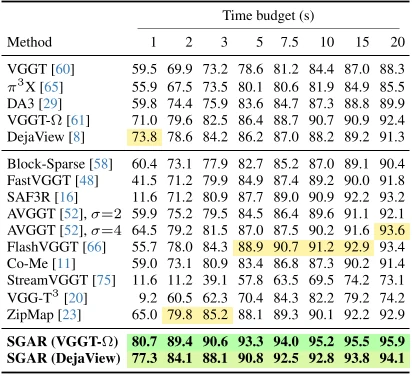 Time budget (s)
Method 1 2 3 5 7.5 10 15 20
VGGT [60] 59.5 69.9 73.2 78.6 81.2 84.4 87.0 88.3
π³X [65] 55.9 67.5 73.5 80.1 80.6 81.9 84.9 85.5
DA3 [29] 59.8 74.4 75.9 83.6 84.7 87.3 88.8 89.9
VGGT-Ω [61] 71.0 79.6 82.5 86.4 88.7 90.7 90.9 92.4
DejaView [8] 73.8 78.6 84.2 86.2 87.0 88.2 89.2 91.3
Block-Sparse [58] 60.4 73.1 77.9 82.7 85.2 87.0 89.1 90.4
FastVGGT [48] 41.5 71.2 79.9 84.9 87.4 89.2 90.0 91.8
SAF3R [16] 11.6 71.2 80.9 87.7 89.0 90.9 92.2 93.2
AVGGT [52], σ=2 59.9 75.2 79.5 84.5 86.4 89.6 91.1 92.1
AVGGT [52], σ=4 64.5 79.2 81.5 87.0 87.5 90.2 91.6 93.6
FlashVGGT [66] 55.7 78.0 84.3 88.9 90.7 91.2 92.9 93.4
Co-Me [11] 59.0 73.1 80.9 83.4 86.8 87.3 90.2 91.4
StreamVGGT [75] 11.6 11.2 39.1 57.8 63.5 69.5 74.2 73.1
VGG-T³ [20] 9.2 60.5 62.3 70.4 84.3 82.2 79.2 74.2
ZipMap [23] 65.0 79.8 85.2 88.1 89.3 90.1 92.2 92.9
SGAR (VGGT-Ω) 80.7 89.4 90.6 93.3 94.0 95.2 95.5 95.9
SGAR (DejaView) 77.3 84.1 88.1 90.8 92.5 92.8 93.8 94.1